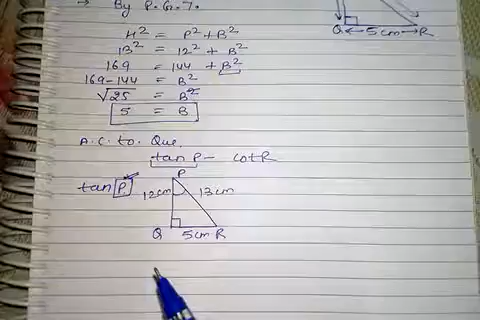 → By P.G.T.
H² = P² + B²
13² = 12² + B²
169 = 144 + B²
169-144 = B²
√25 = B²
5 = B
Q ← 5cm → R
A.C. to. Que.
tan P - cot R
tan P
P
12cm 13cm
Q 5cm R